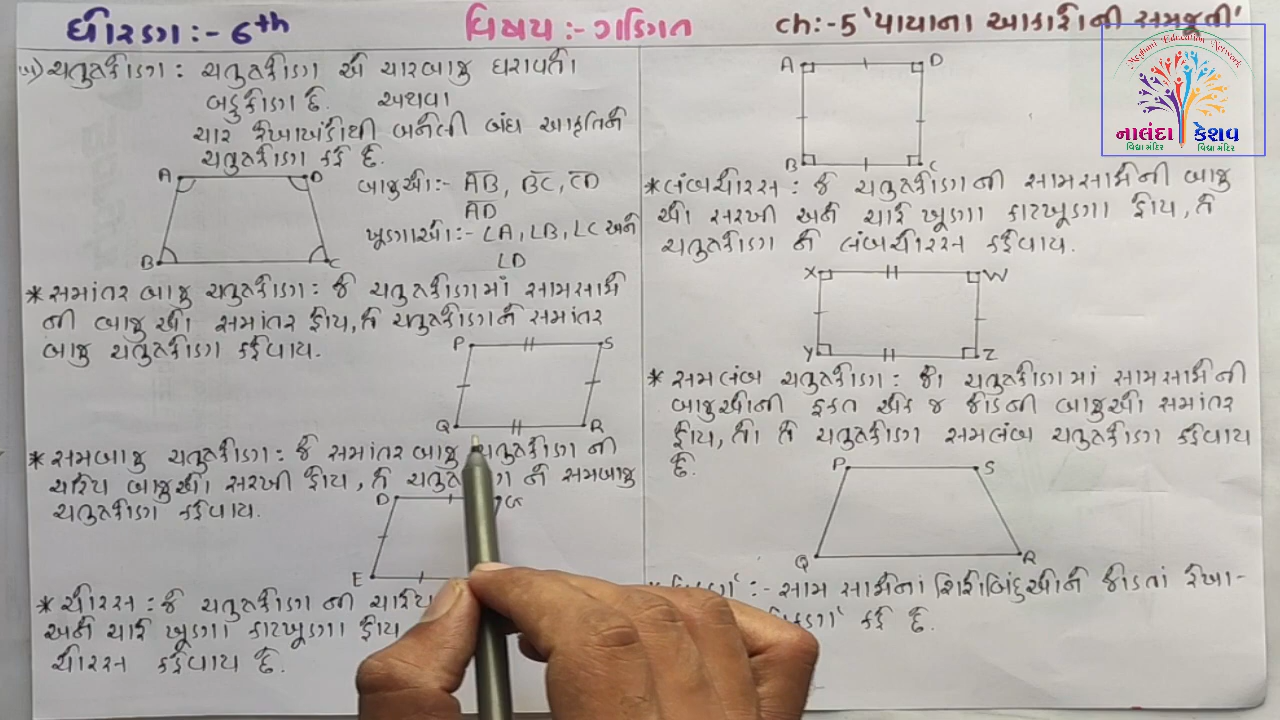 ધોરણ :- 6th વિષય :- ગણિત ch:-5 'પાયાના આકારોની સમજૂતી'
Meghani Education Network
નાલંદા કેશવ
વિદ્યા મંદિર વિદ્યા મંદિર
ચતુષ્કોણ : ચતુષ્કોણ એ ચારબાજુ ધરાવતો
બહુકોણ છે. અથવા
ચાર રેખાખંડોથી બનેલી બંધ આકૃતિને
ચતુષ્કોણ કહે છે.
A D B C
બાજુઓ :- AB, BC, CD
AD
ખૂણાઓ :- ∠A, ∠B, ∠C અને
∠D
* સમાંતર બાજુ ચતુષ્કોણ : જે ચતુષ્કોણમાં સામસામે
ની બાજુઓ સમાંતર હોય, તે ચતુષ્કોણને સમાંતર
બાજુ ચતુષ્કોણ કહેવાય.
P S Q R
* સમબાજુ ચતુષ્કોણ : જે સમાંતર બાજુ ચતુષ્કોણ ની
ચારેય બાજુઓ સરખી હોય, તે ને સમબાજુ
ચતુષ્કોણ કહેવાય.
D G E
* ચોરસ : જે ચતુષ્કોણ ની ચારેય
અને ચારે ખૂણા કાટખૂણા હોય
ચોરસ કહેવાય છે.
A D B C
* લંબચોરસ : જે ચતુષ્કોણની સામસામેની બાજુ
ઓ સરખી અને ચારે ખૂણા કાટખૂણા હોય, તે
ચતુષ્કોણ ને લંબચોરસ કહેવાય.
X W Y Z
* સમલંબ ચતુષ્કોણ : જો ચતુષ્કોણમાં સામસામેની
બાજુઓની ફક્ત એક જ જોડની બાજુઓ સમાંતર
હોય, તો તે ચતુષ્કોણ સમલંબ ચતુષ્કોણ કહેવાય
છે.
P S Q R
:- સામ સામેનાં શિરોબિંદુઓને જોડતાં રેખા-
કહે છે.